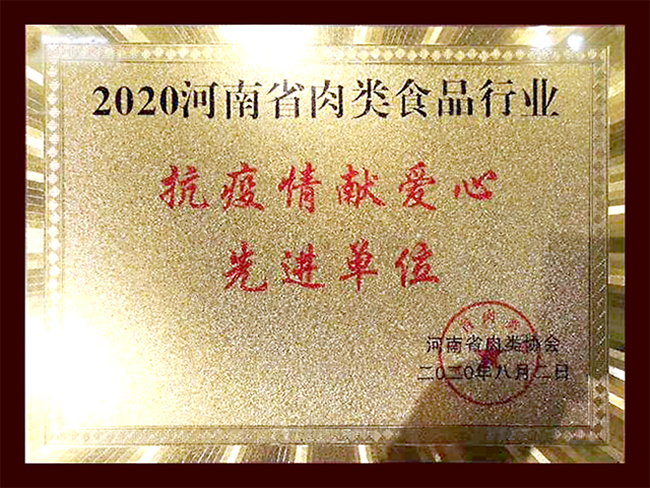 2020河南省肉类食品行业
抗疫情献爱心
先进单位
河南省肉类协会
二〇二〇年八月二日